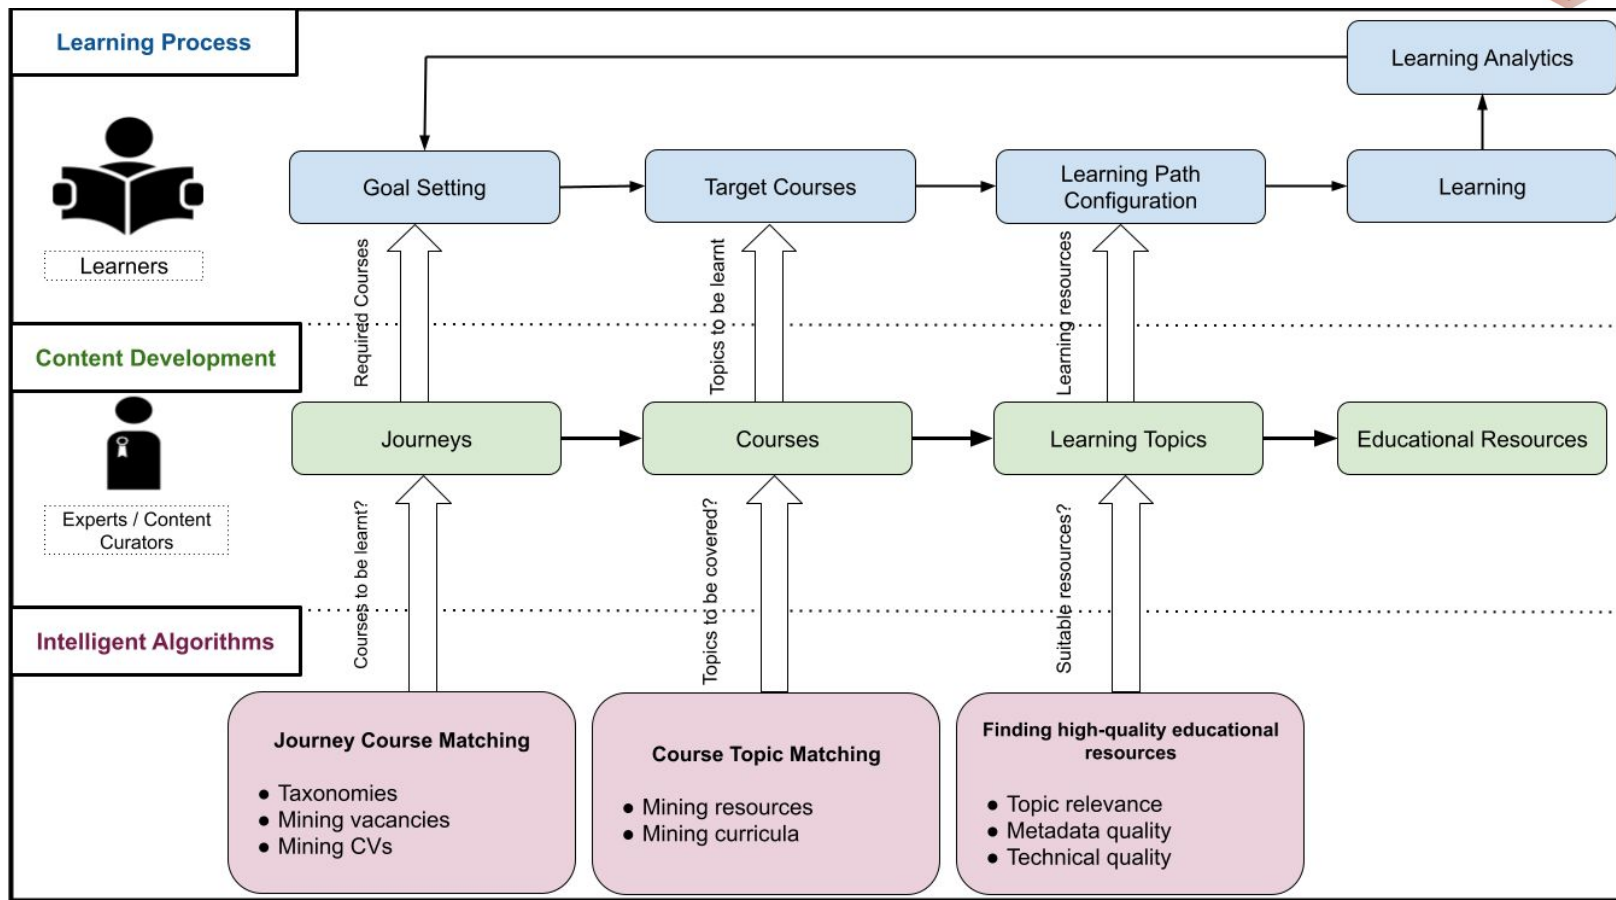 Learning Process
Learning Analytics
Goal Setting
Target Courses
Learning Path
Configuration
Learning
Learners
Required Courses
Topics to be learnt
Learning resources
Content Development
Journeys
Courses
Learning Topics
Educational Resources
Experts / Content
Curators
Courses to be learnt?
Topics to be covered?
Suitable resources?
Intelligent Algorithms
Journey Course Matching
● Taxonomies
● Mining vacancies
● Mining CVs
Course Topic Matching
● Mining resources
● Mining curricula
Finding high-quality educational
resources
● Topic relevance
● Metadata quality
● Technical quality